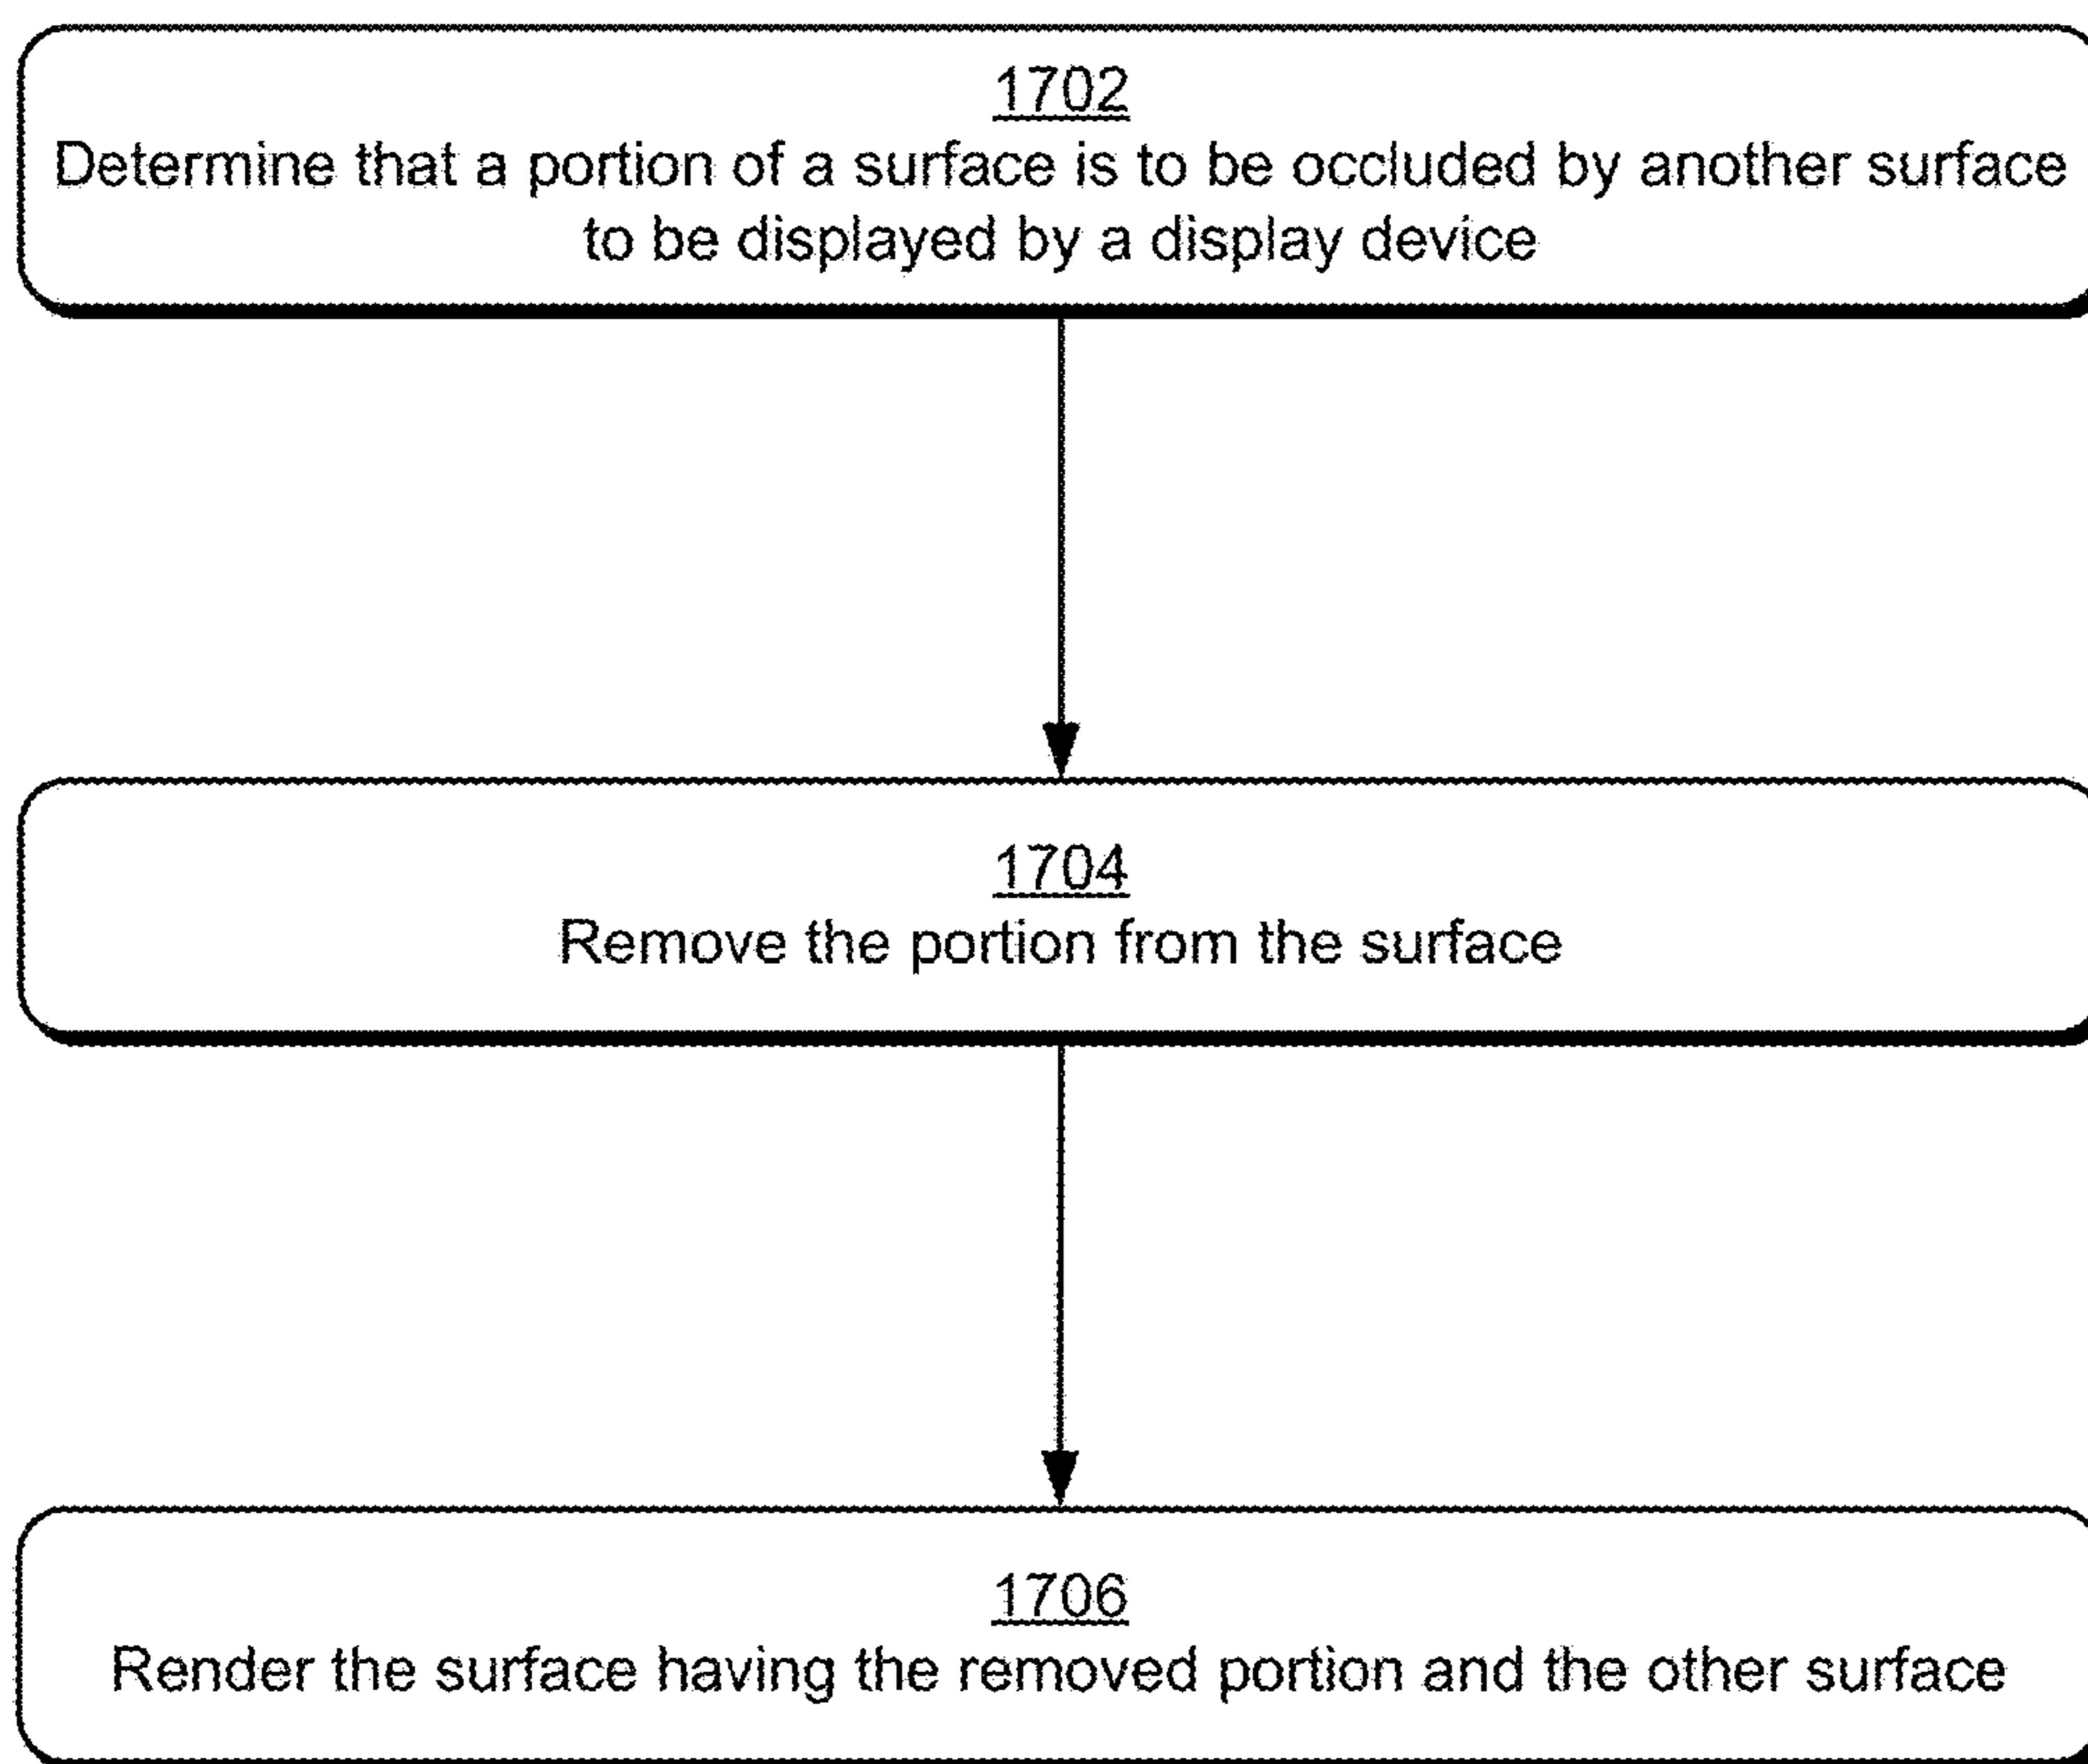 1702
Determine that a portion of a surface is to be occluded by another surface
to be displayed by a display device
1704
Remove the portion from the surface
1706
Render the surface having the removed portion and the other surface